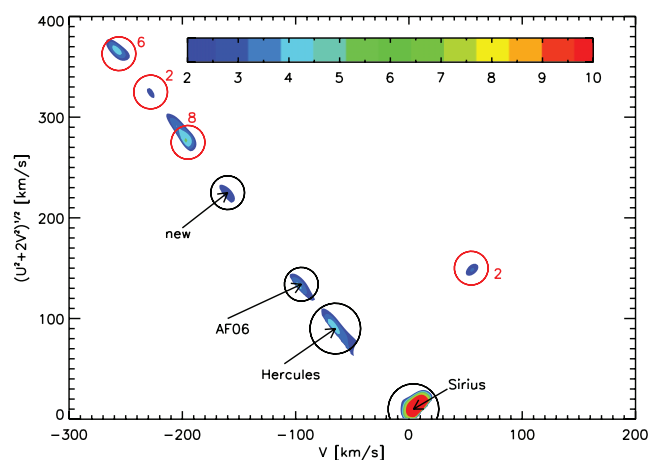 400
300
200
100
0
(U²+2V²)¹/² [km/s]
6
2
8
2 3 4 5 6 7 8 9 10
new
AF06
Hercules
2
Sirius
−300 −200 −100 0 100 200
V [km/s]